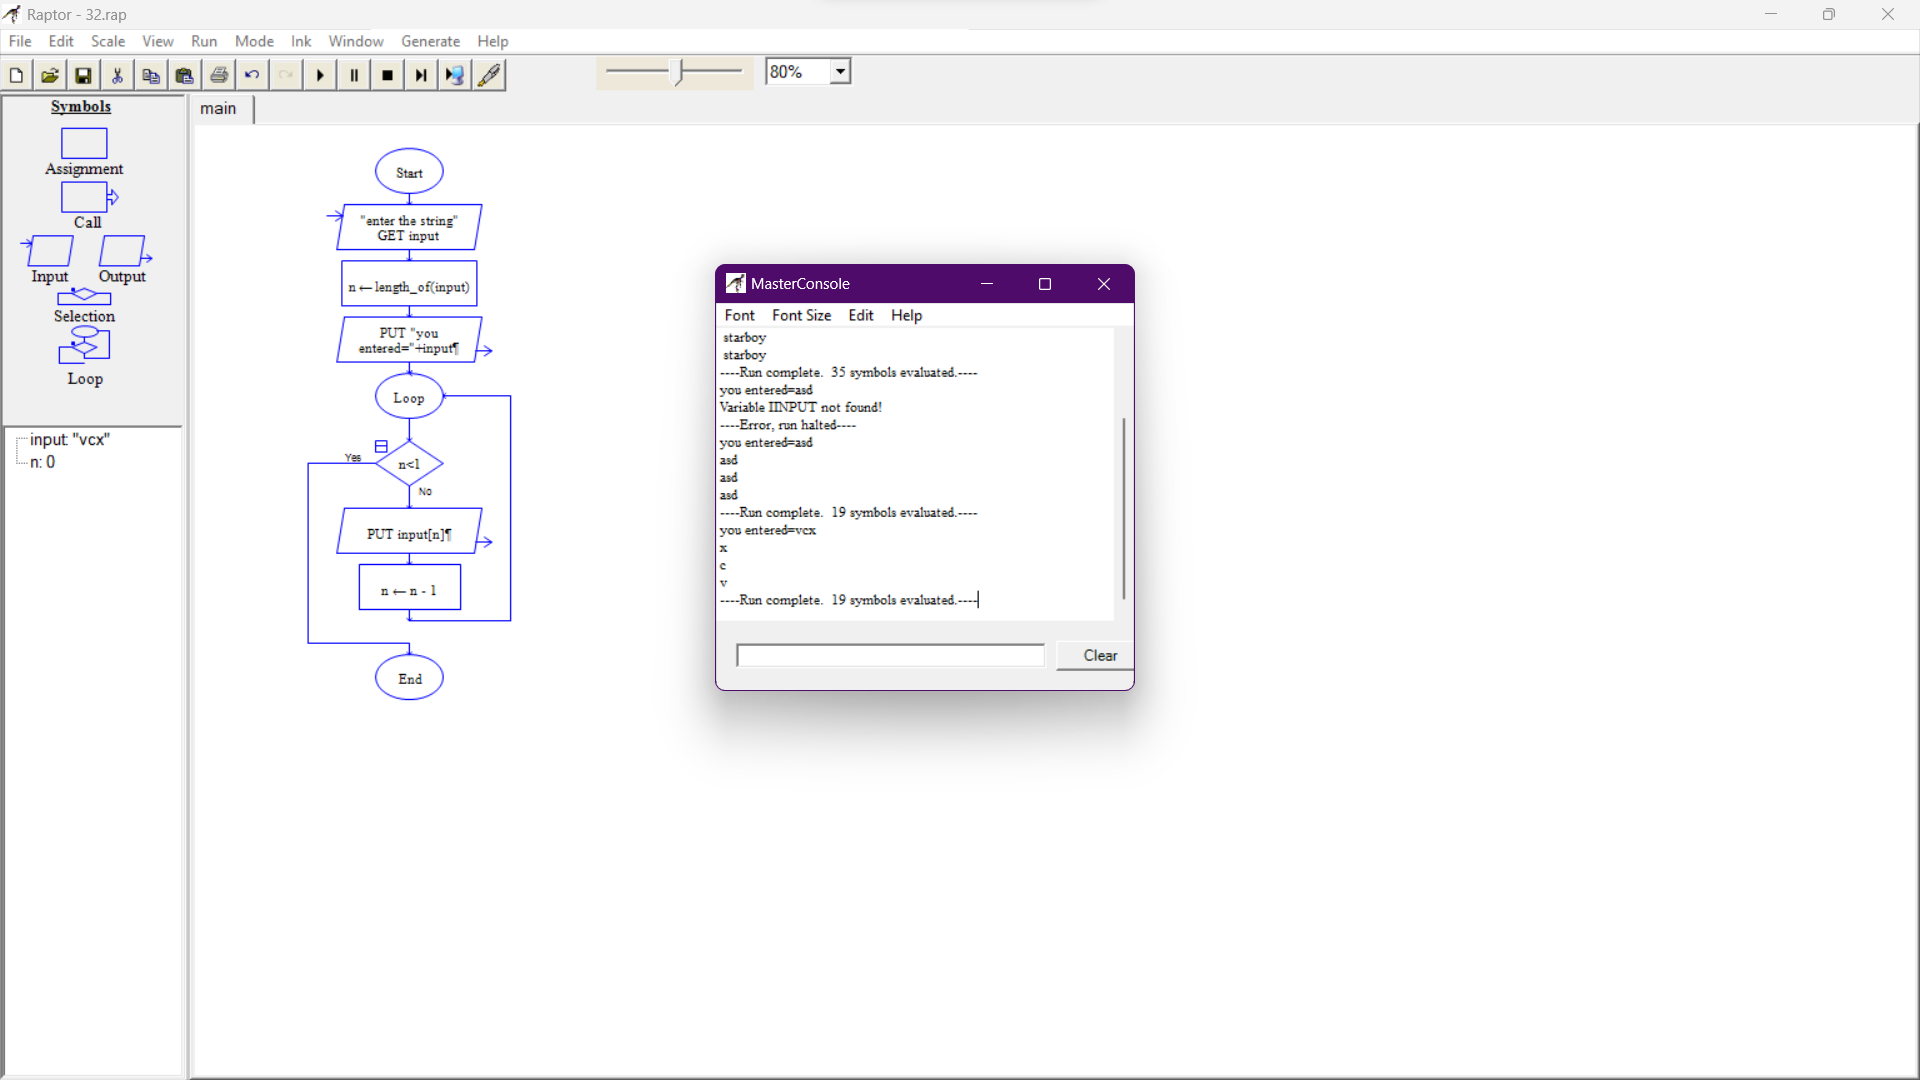 Raptor - 32.rap
File Edit Scale View Run Mode Ink Window Generate Help
80%
Symbols
Assignment
Call
Input Output
Selection
Loop
input: "vcx"
n: 0
main
Start
"enter the string"
GET input
n ← length_of(input)
PUT "you
entered="+input¶
Loop
Yes
n<1
No
PUT input[n]¶
n ← n - 1
End
MasterConsole
Font Font Size Edit Help
starboy
starboy
----Run complete. 35 symbols evaluated.----
you entered=asd
Variable IINPUT not found!
----Error, run halted----
you entered=asd
asd
asd
asd
----Run complete. 19 symbols evaluated.----
you entered=vcx
x
c
v
----Run complete. 19 symbols evaluated.----
Clear